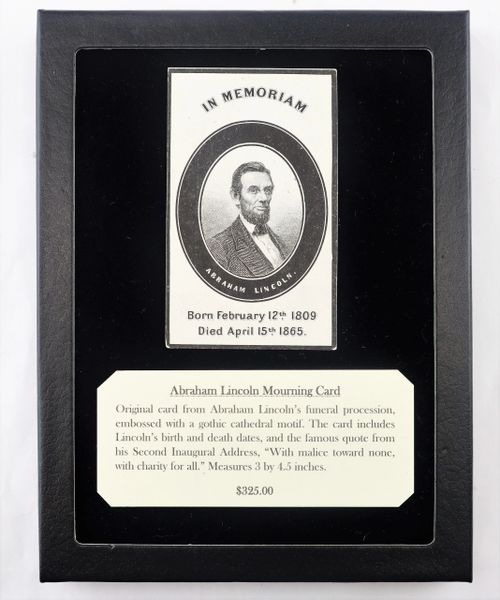 IN MEMORIAM
ABRAHAM LINCOLN.
Born February 12th 1809
Died April 15th 1865.
Abraham Lincoln Mourning Card
Original card from Abraham Lincoln's funeral procession,
embossed with a gothic cathedral motif. The card includes
Lincoln's birth and death dates, and the famous quote from
his Second Inaugural Address, “With malice toward none,
with charity for all.” Measures 3 by 4.5 inches.
$325.00